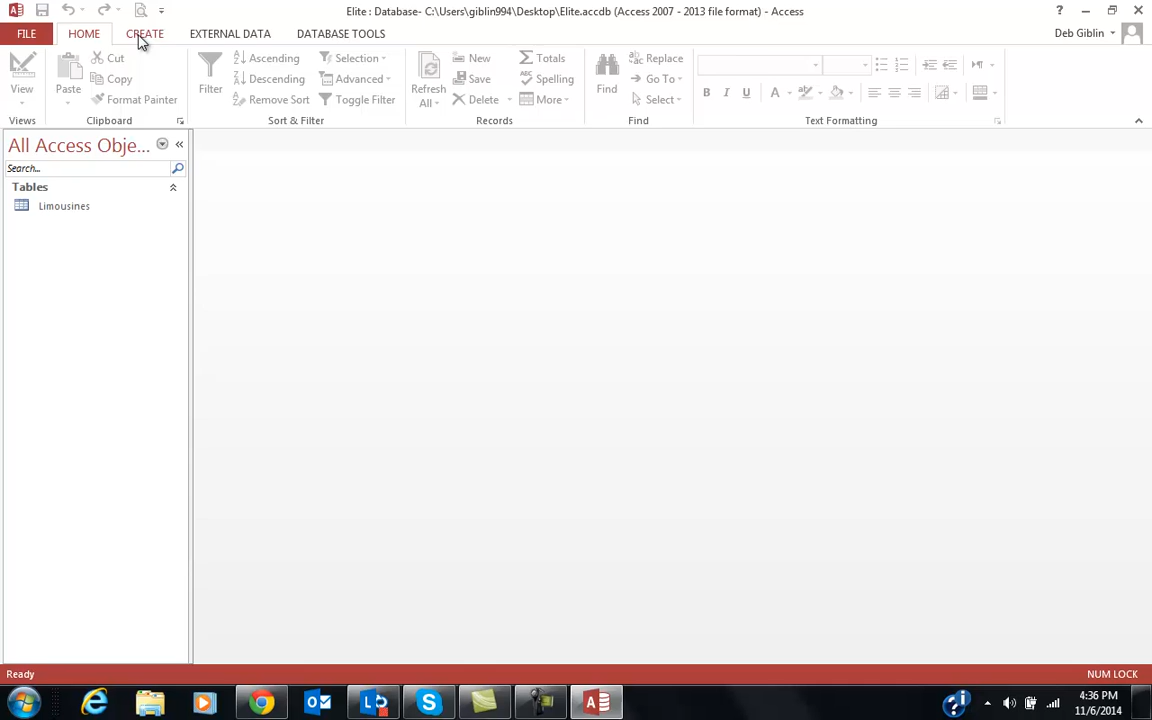 Elite : Database- C:\Users\giblin994\Desktop\Elite.accdb (Access 2007 - 2013 file format) - Access
?
FILE HOME CREATE EXTERNAL DATA DATABASE TOOLS Deb Giblin
View
Views
Paste
Cut
Copy
Format Painter
Clipboard
Filter
Ascending
Descending
Remove Sort
Selection
Advanced
Toggle Filter
Sort & Filter
Refresh
All
New
Save
Delete
Totals
Spelling
More
Records
Find
Replace
Go To
Select
Find
B I U A
Text Formatting
All Access Obje...
Search...
Tables
Limousines
Ready NUM LOCK
4:36 PM
11/6/2014